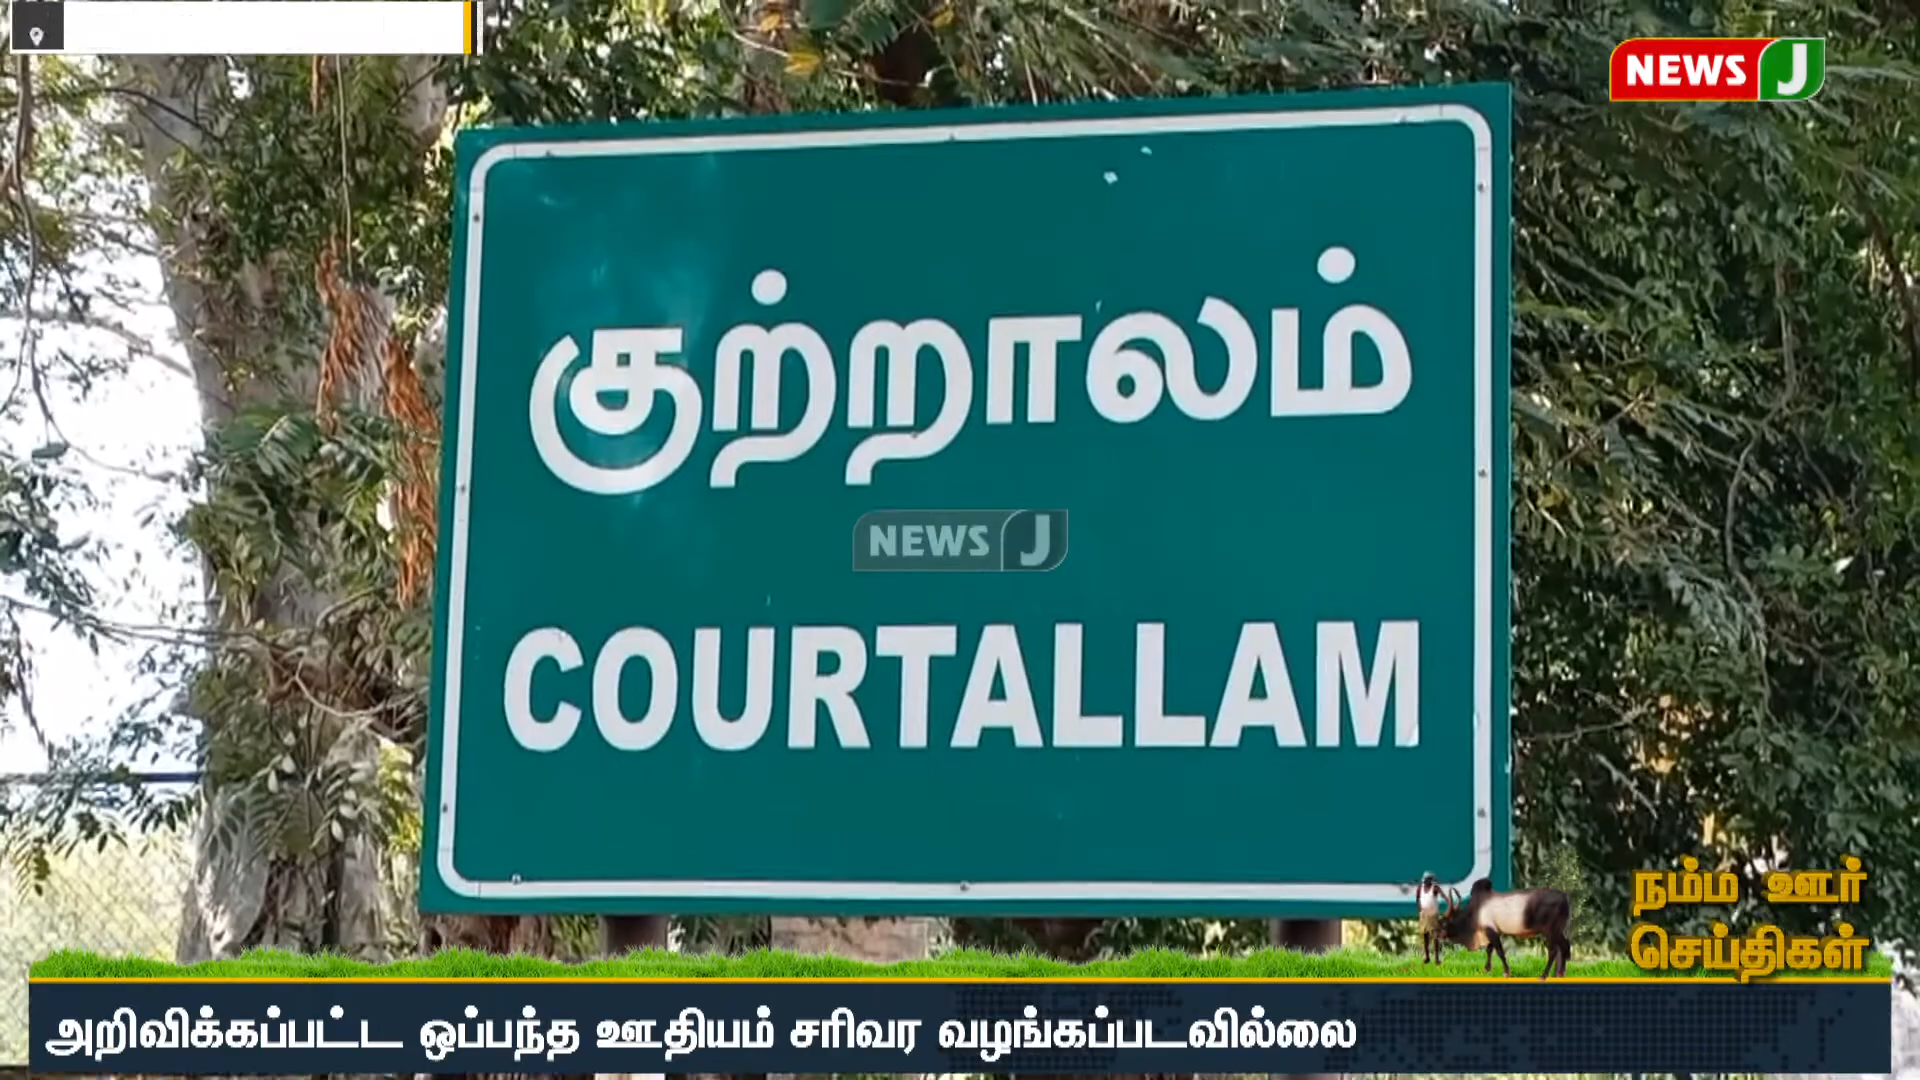 NEWS J
குற்றாலம்
NEWS J
COURTALLAM
நம்ம ஊர்
செய்திகள்
அறிவிக்கப்பட்ட ஒப்பந்த ஊதியம் சரிவர வழங்கப்படவில்லை